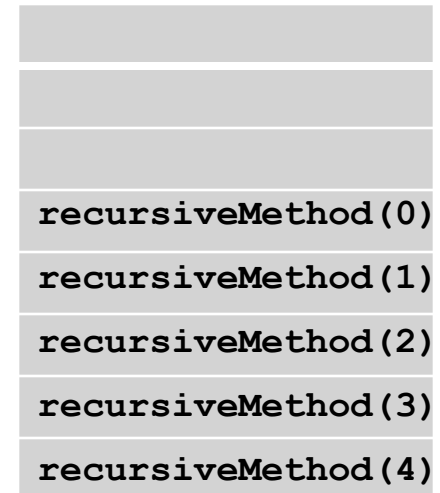 recursiveMethod(0)
recursiveMethod(1)
recursiveMethod(2)
recursiveMethod(3)
recursiveMethod(4)